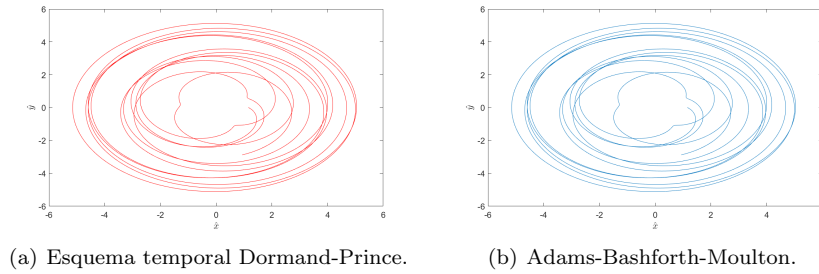 6
4
2
0
-2
-4
-6
-6 -4 -2 0 2 4 6
x̂
ŷ
6
4
2
0
-2
-4
-6
-6 -4 -2 0 2 4
x̂
ŷ
(a) Esquema temporal Dormand-Prince.
(b) Adams-Bashforth-Moulton.